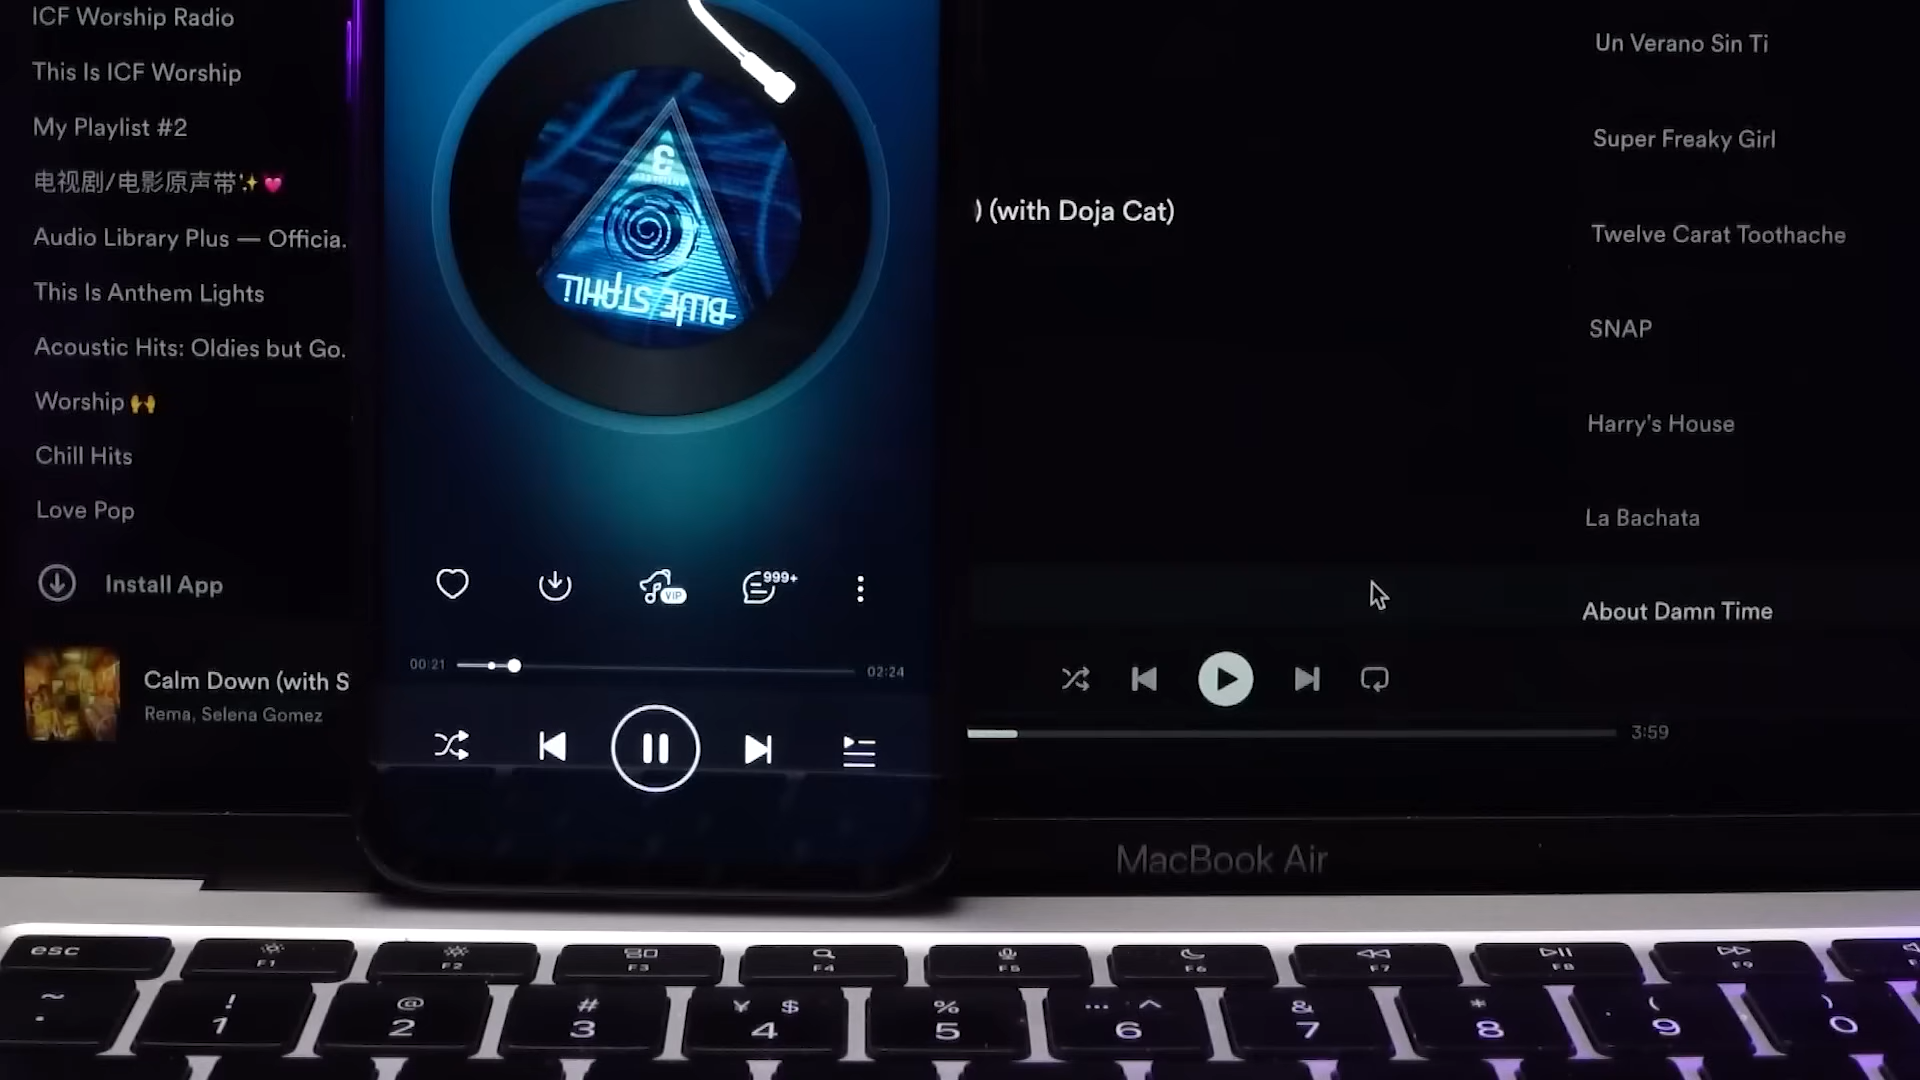 ICF Worship Radio
This Is ICF Worship
My Playlist #2
电视剧/电影原声带✨💗
Audio Library Plus — Officia.
This Is Anthem Lights
Acoustic Hits: Oldies but Go.
Worship 🙌
Chill Hits
Love Pop
Install App
Calm Down (with S
Rema, Selena Gomez
3
BLUE STAHLI
VIP
999+
00:21
02:24
) (with Doja Cat)
3:59
Un Verano Sin Ti
Super Freaky Girl
Twelve Carat Toothache
SNAP
Harry's House
La Bachata
About Damn Time
MacBook Air
esc F1 F2 F3 F4 F5 F6 F7 F8 F9
~ ! @ # ¥ $ % … ^ & * ( )
· 1 2 3 4 5 6 7 8 9 0